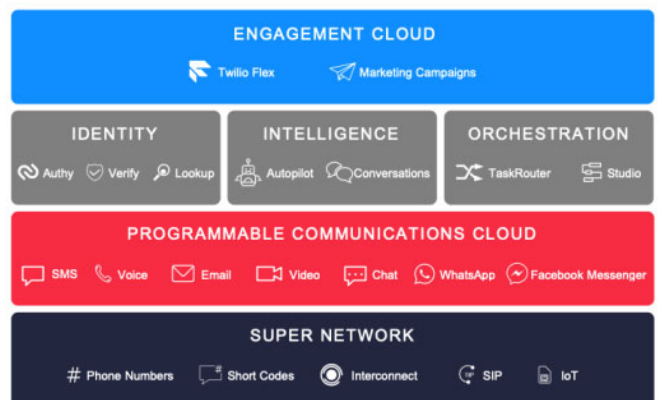 ENGAGEMENT CLOUD
Twilio Flex Marketing Campaigns
IDENTITY INTELLIGENCE ORCHESTRATION
Authy Verify Lookup Autopilot Conversations TaskRouter Studio
PROGRAMMABLE COMMUNICATIONS CLOUD
SMS Voice Email Video Chat WhatsApp Facebook Messenger
SUPER NETWORK
# Phone Numbers Short Codes Interconnect SIP IoT